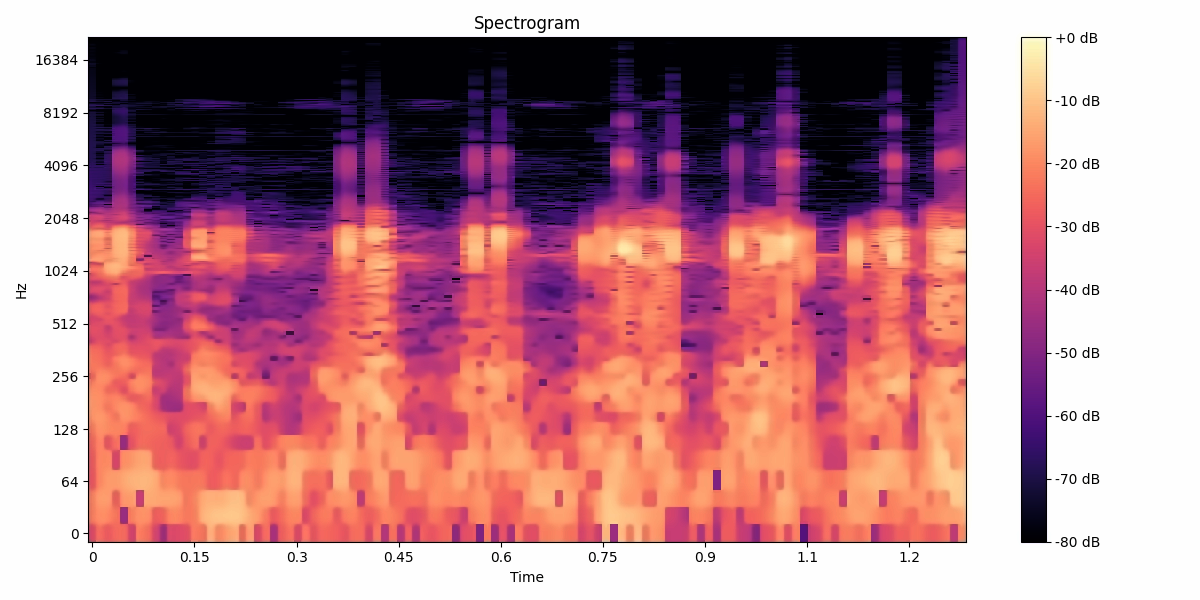 Spectrogram
Hz
16384
8192
4096
2048
1024
512
256
128
64
0
0 0.15 0.3 0.45 0.6 0.75 0.9 1.1 1.2
Time
+0 dB
-10 dB
-20 dB
-30 dB
-40 dB
-50 dB
-60 dB
-70 dB
-80 dB